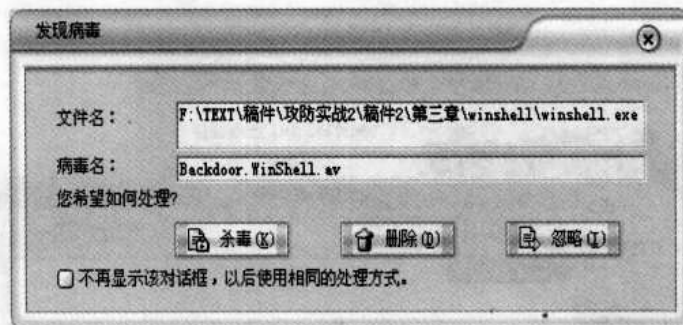 发现病毒
文件名：
F:\TEXT\稿件\攻防实战2\稿件2\第三章\winshell\winshell.exe
病毒名：
Backdoor.WinShell.av
您希望如何处理?
杀毒(K)
删除(D)
忽略(I)
不再显示该对话框，以后使用相同的处理方式。